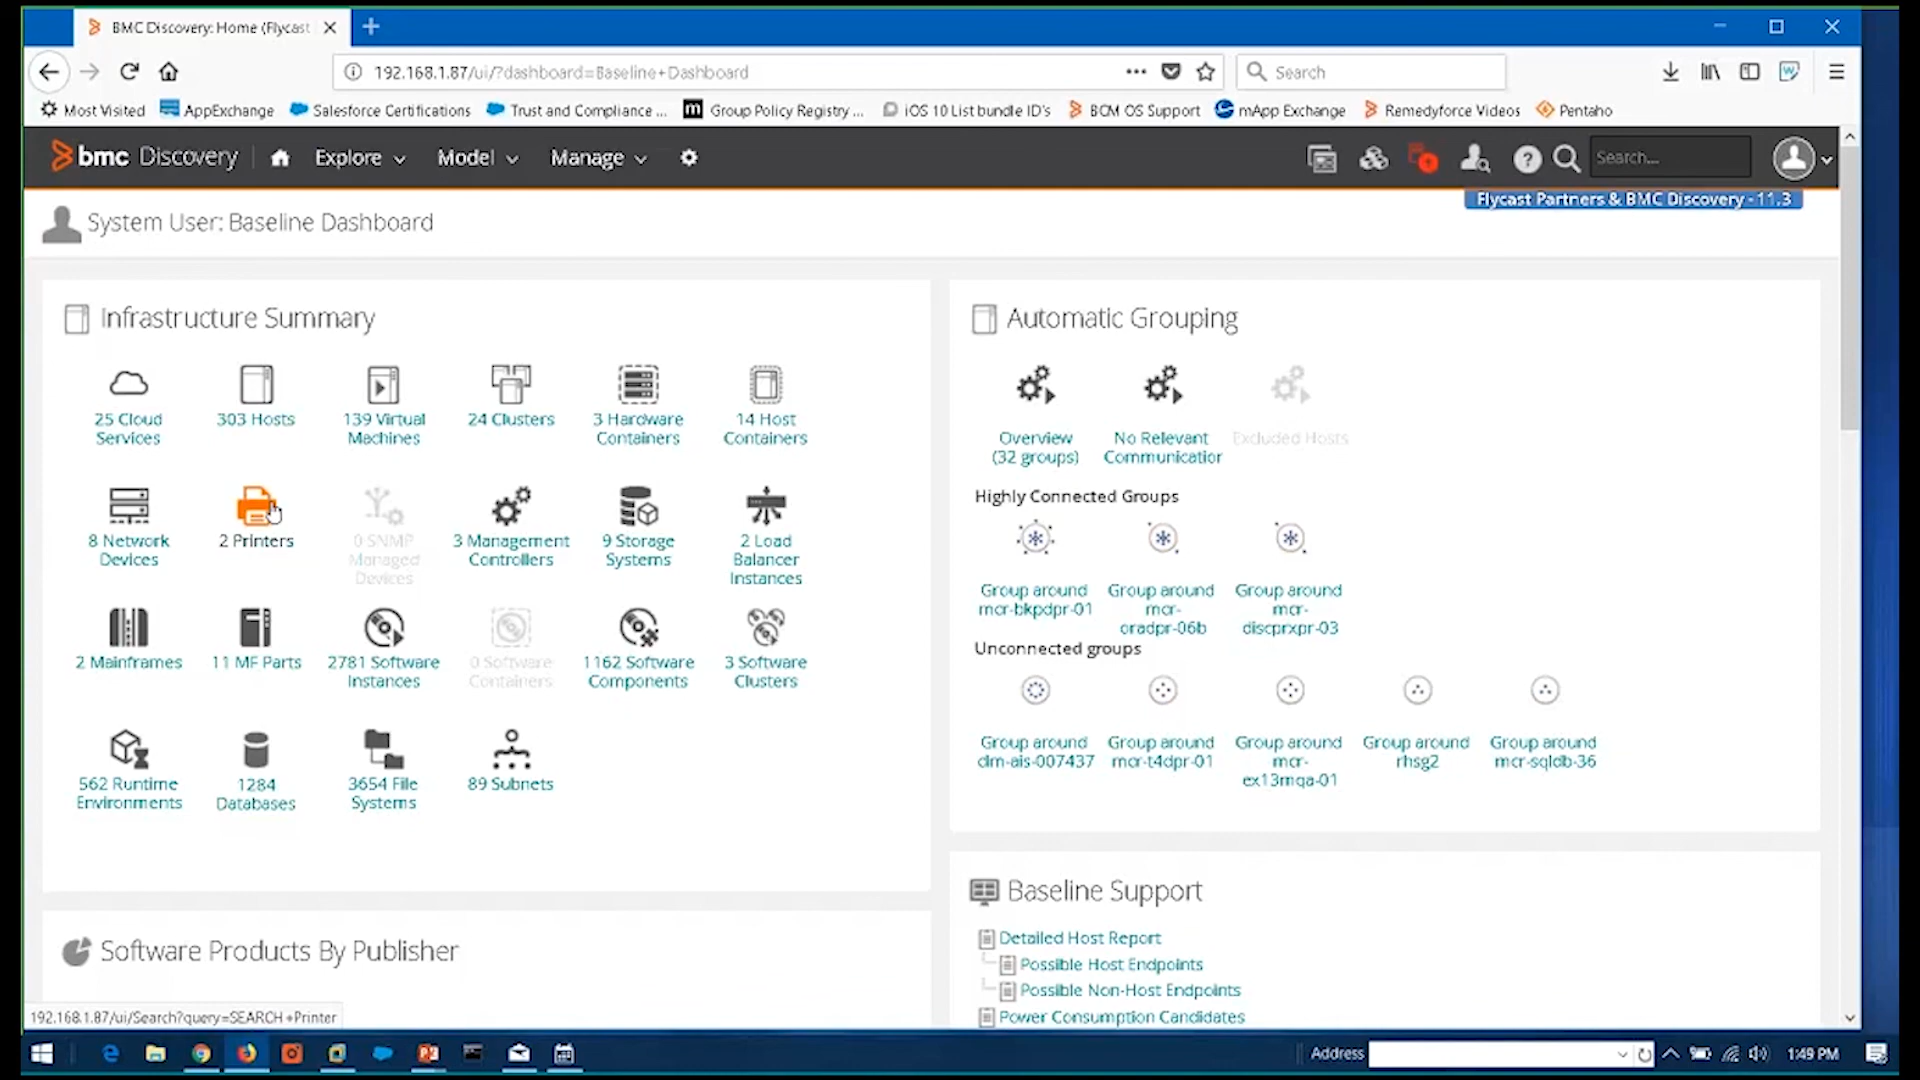 BMC Discovery: Home (Flycast
192.168.1.87/ui/?dashboard=Baseline+Dashboard
Search
Most Visited
AppExchange
Salesforce Certifications
Trust and Compliance ...
Group Policy Registry ...
iOS 10 List bundle ID's
BCM OS Support
mApp Exchange
Remedyforce Videos
Pentaho
bmc Discovery
Explore
Model
Manage
Search...
Flycast Partners & BMC Discovery - 11.3
System User: Baseline Dashboard
Infrastructure Summary
25 Cloud
Services
303 Hosts
139 Virtual
Machines
24 Clusters
3 Hardware
Containers
14 Host
Containers
8 Network
Devices
2 Printers
0 SNMP
Managed
Devices
3 Management
Controllers
9 Storage
Systems
2 Load
Balancer
Instances
2 Mainframes
11 MF Parts
2781 Software
Instances
0 Software
Containers
1162 Software
Components
3 Software
Clusters
562 Runtime
Environments
1284
Databases
3654 File
Systems
89 Subnets
Automatic Grouping
Overview
(32 groups)
No Relevant
Communication
Excluded Hosts
Highly Connected Groups
Group around
mcr-bkpdpr-01
Group around
mcr-
oradpr-06b
Group around
mcr-
discprxpr-03
Unconnected groups
Group around
dlm-ais-007437
Group around
mcr-t4dpr-01
Group around
mcr-
ex13mqa-01
Group around
rhsg2
Group around
mcr-sqldb-36
Baseline Support
Detailed Host Report
Possible Host Endpoints
Possible Non-Host Endpoints
Power Consumption Candidates
Software Products By Publisher
192.168.1.87/ui/Search?query=SEARCH +Printer
Address
1:49 PM